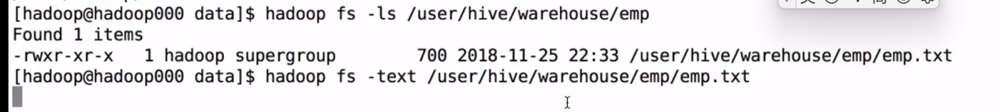 [hadoop@hadoop000 data]$ hadoop fs -ls /user/hive/warehouse/emp
Found 1 items
-rwxr-xr-x   1 hadoop supergroup        700 2018-11-25 22:33 /user/hive/warehouse/emp/emp.txt
[hadoop@hadoop000 data]$ hadoop fs -text /user/hive/warehouse/emp/emp.txt